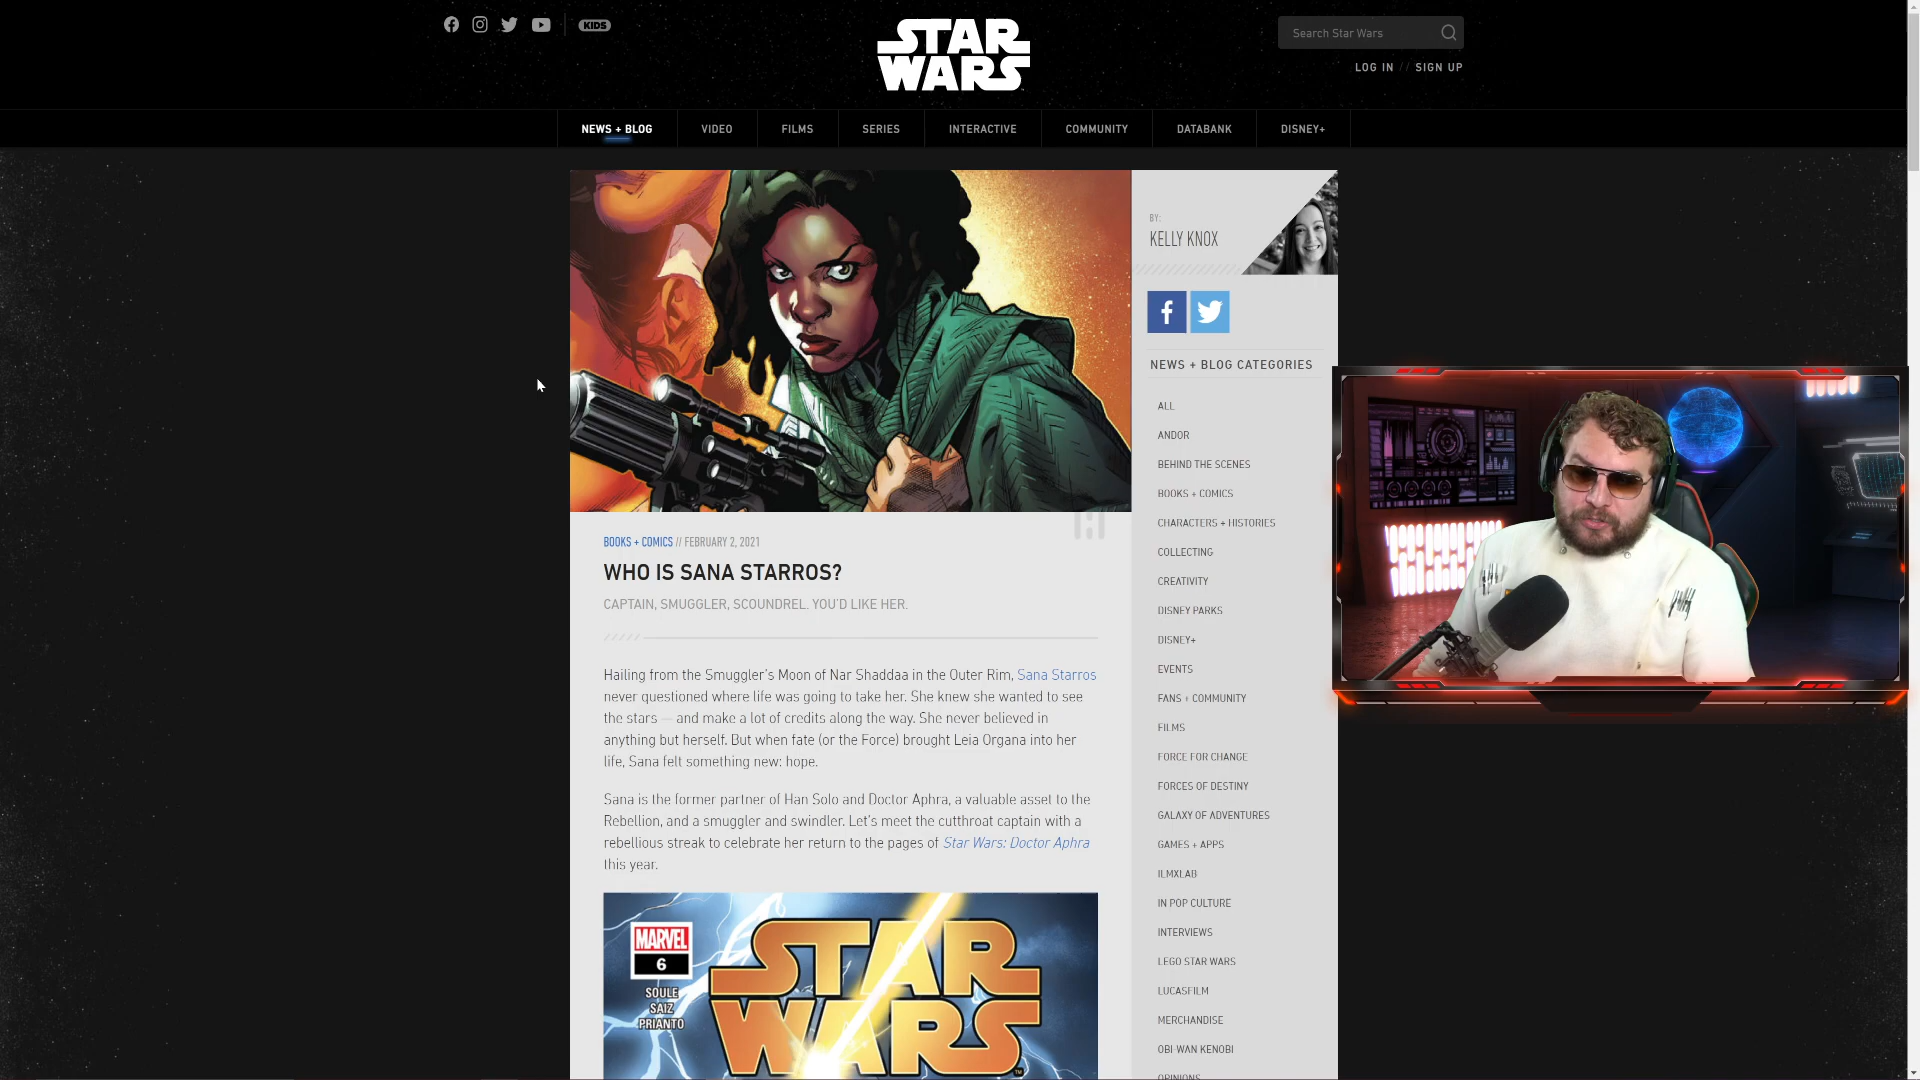 KIDS
STAR
WARS
Search Star Wars
LOG IN // SIGN UP
NEWS + BLOG
VIDEO
FILMS
SERIES
INTERACTIVE
COMMUNITY
DATABANK
DISNEY+
BY:
KELLY KNOX
NEWS + BLOG CATEGORIES
ALL
ANDOR
BEHIND THE SCENES
BOOKS + COMICS
CHARACTERS + HISTORIES
COLLECTING
CREATIVITY
DISNEY PARKS
DISNEY+
EVENTS
FANS + COMMUNITY
FILMS
FORCE FOR CHANGE
FORCES OF DESTINY
GALAXY OF ADVENTURES
GAMES + APPS
ILMXLAB
IN POP CULTURE
INTERVIEWS
LEGO STAR WARS
LUCASFILM
MERCHANDISE
OBI-WAN KENOBI
OPINIONS
BOOKS + COMICS // FEBRUARY 2, 2021
WHO IS SANA STARROS?
CAPTAIN, SMUGGLER, SCOUNDREL. YOU'D LIKE HER.
Hailing from the Smuggler's Moon of Nar Shaddaa in the Outer Rim, Sana Starros
never questioned where life was going to take her. She knew she wanted to see
the stars — and make a lot of credits along the way. She never believed in
anything but herself. But when fate (or the Force) brought Leia Organa into her
life, Sana felt something new: hope.
Sana is the former partner of Han Solo and Doctor Aphra, a valuable asset to the
Rebellion, and a smuggler and swindler. Let's meet the cutthroat captain with a
rebellious streak to celebrate her return to the pages of Star Wars: Doctor Aphra
this year.
MARVEL
6
SOULE
SAIZ
PRIANTO
STAR
WARS
TM